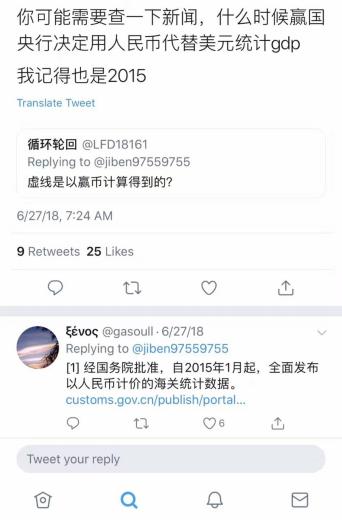 你可能需要查一下新闻，什么时候赢国
央行决定用人民币代替美元统计gdp
我记得也是2015
Translate Tweet
循环轮回 @LFD18161
Replying to @jiben97559755
虚线是以赢币计算得到的?
6/27/18, 7:24 AM
9 Retweets 25 Likes
ξένος @gasoull · 6/27/18
Replying to @jiben97559755
[1] 经国务院批准，自2015年1月起，全面发布
以人民币计价的海关统计数据。
customs.gov.cn/publish/portal...
6
Tweet your reply